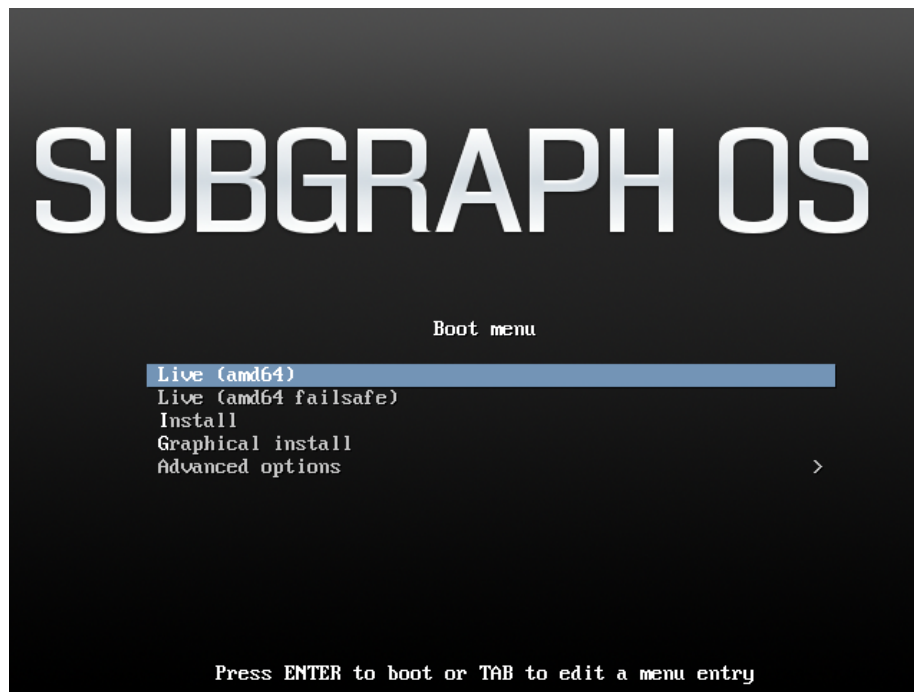 SUBGRAPH OS
Boot menu
Live (amd64)
Live (amd64 failsafe)
Install
Graphical install
Advanced options >
Press ENTER to boot or TAB to edit a menu entry